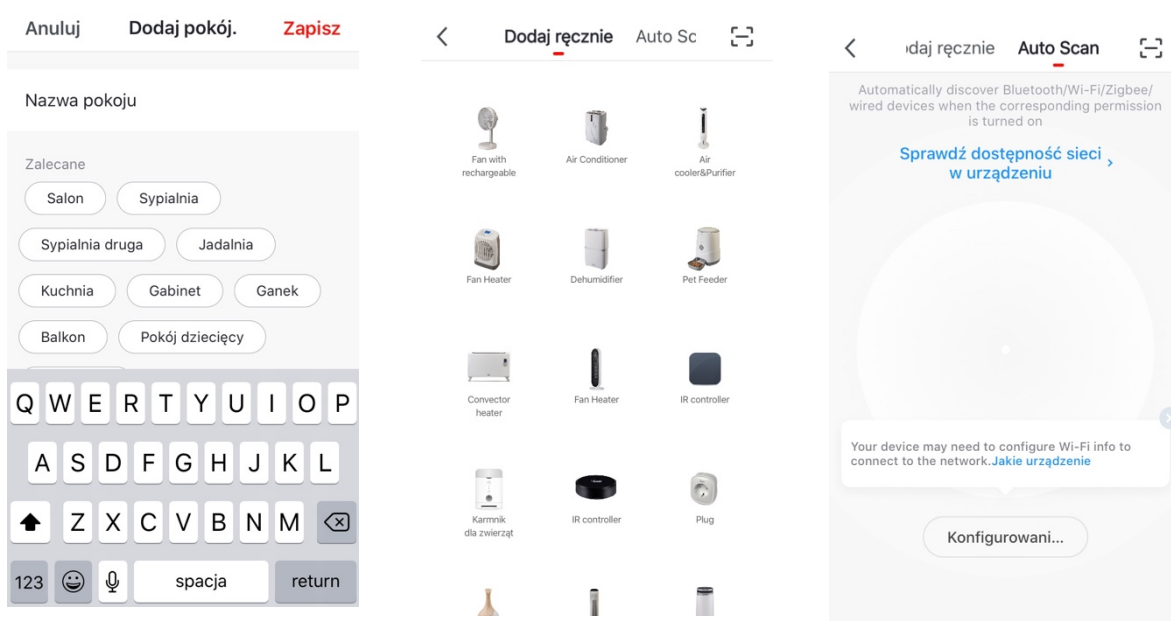 Anuluj Dodaj pokój. Zapisz
Nazwa pokoju
Zalecane
Salon Sypialnia
Sypialnia druga Jadalnia
Kuchnia Gabinet Ganek
Balkon Pokój dziecięcy
Q W E R T Y U I O P
A S D F G H J K L
Z X C V B N M
123 spacja return
Dodaj ręcznie Auto Sc
Fan with
rechargeable
Air Conditioner
Air
cooler&Purifier
Fan Heater
Dehumidifier
Pet Feeder
Convector
heater
Fan Heater
IR controller
Karmnik
dla zwierząt
IR controller
Plug
daj ręcznie Auto Scan
Automatically discover Bluetooth/Wi-Fi/Zigbee/
wired devices when the corresponding permission
is turned on
Sprawdź dostępność sieci
w urządzeniu
Your device may need to configure Wi-Fi info to
connect to the network.Jakie urządzenie
Konfigurowani...